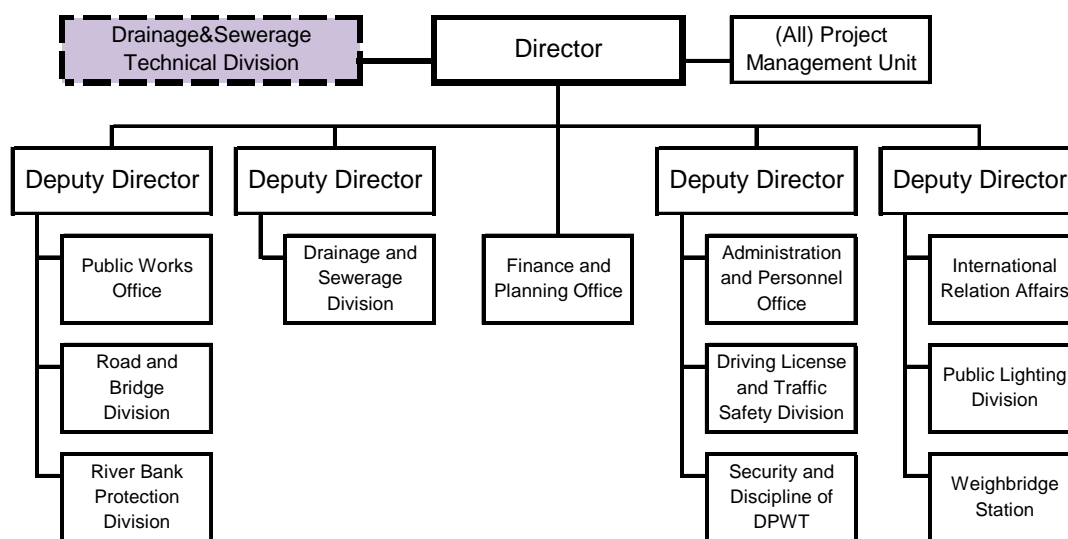 Drainage&Sewerage
Technical Division
Director
(All) Project
Management Unit
Deputy Director
Deputy Director
Deputy Director
Deputy Director
Public Works
Office
Drainage and
Sewerage
Division
Finance and
Planning Office
Administration
and Personnel
Office
International
Relation Affairs
Road and
Bridge
Division
Driving License
and Traffic
Safety Division
Public Lighting
Division
River Bank
Protection
Division
Security and
Discipline of
DPWT
Weighbridge
Station